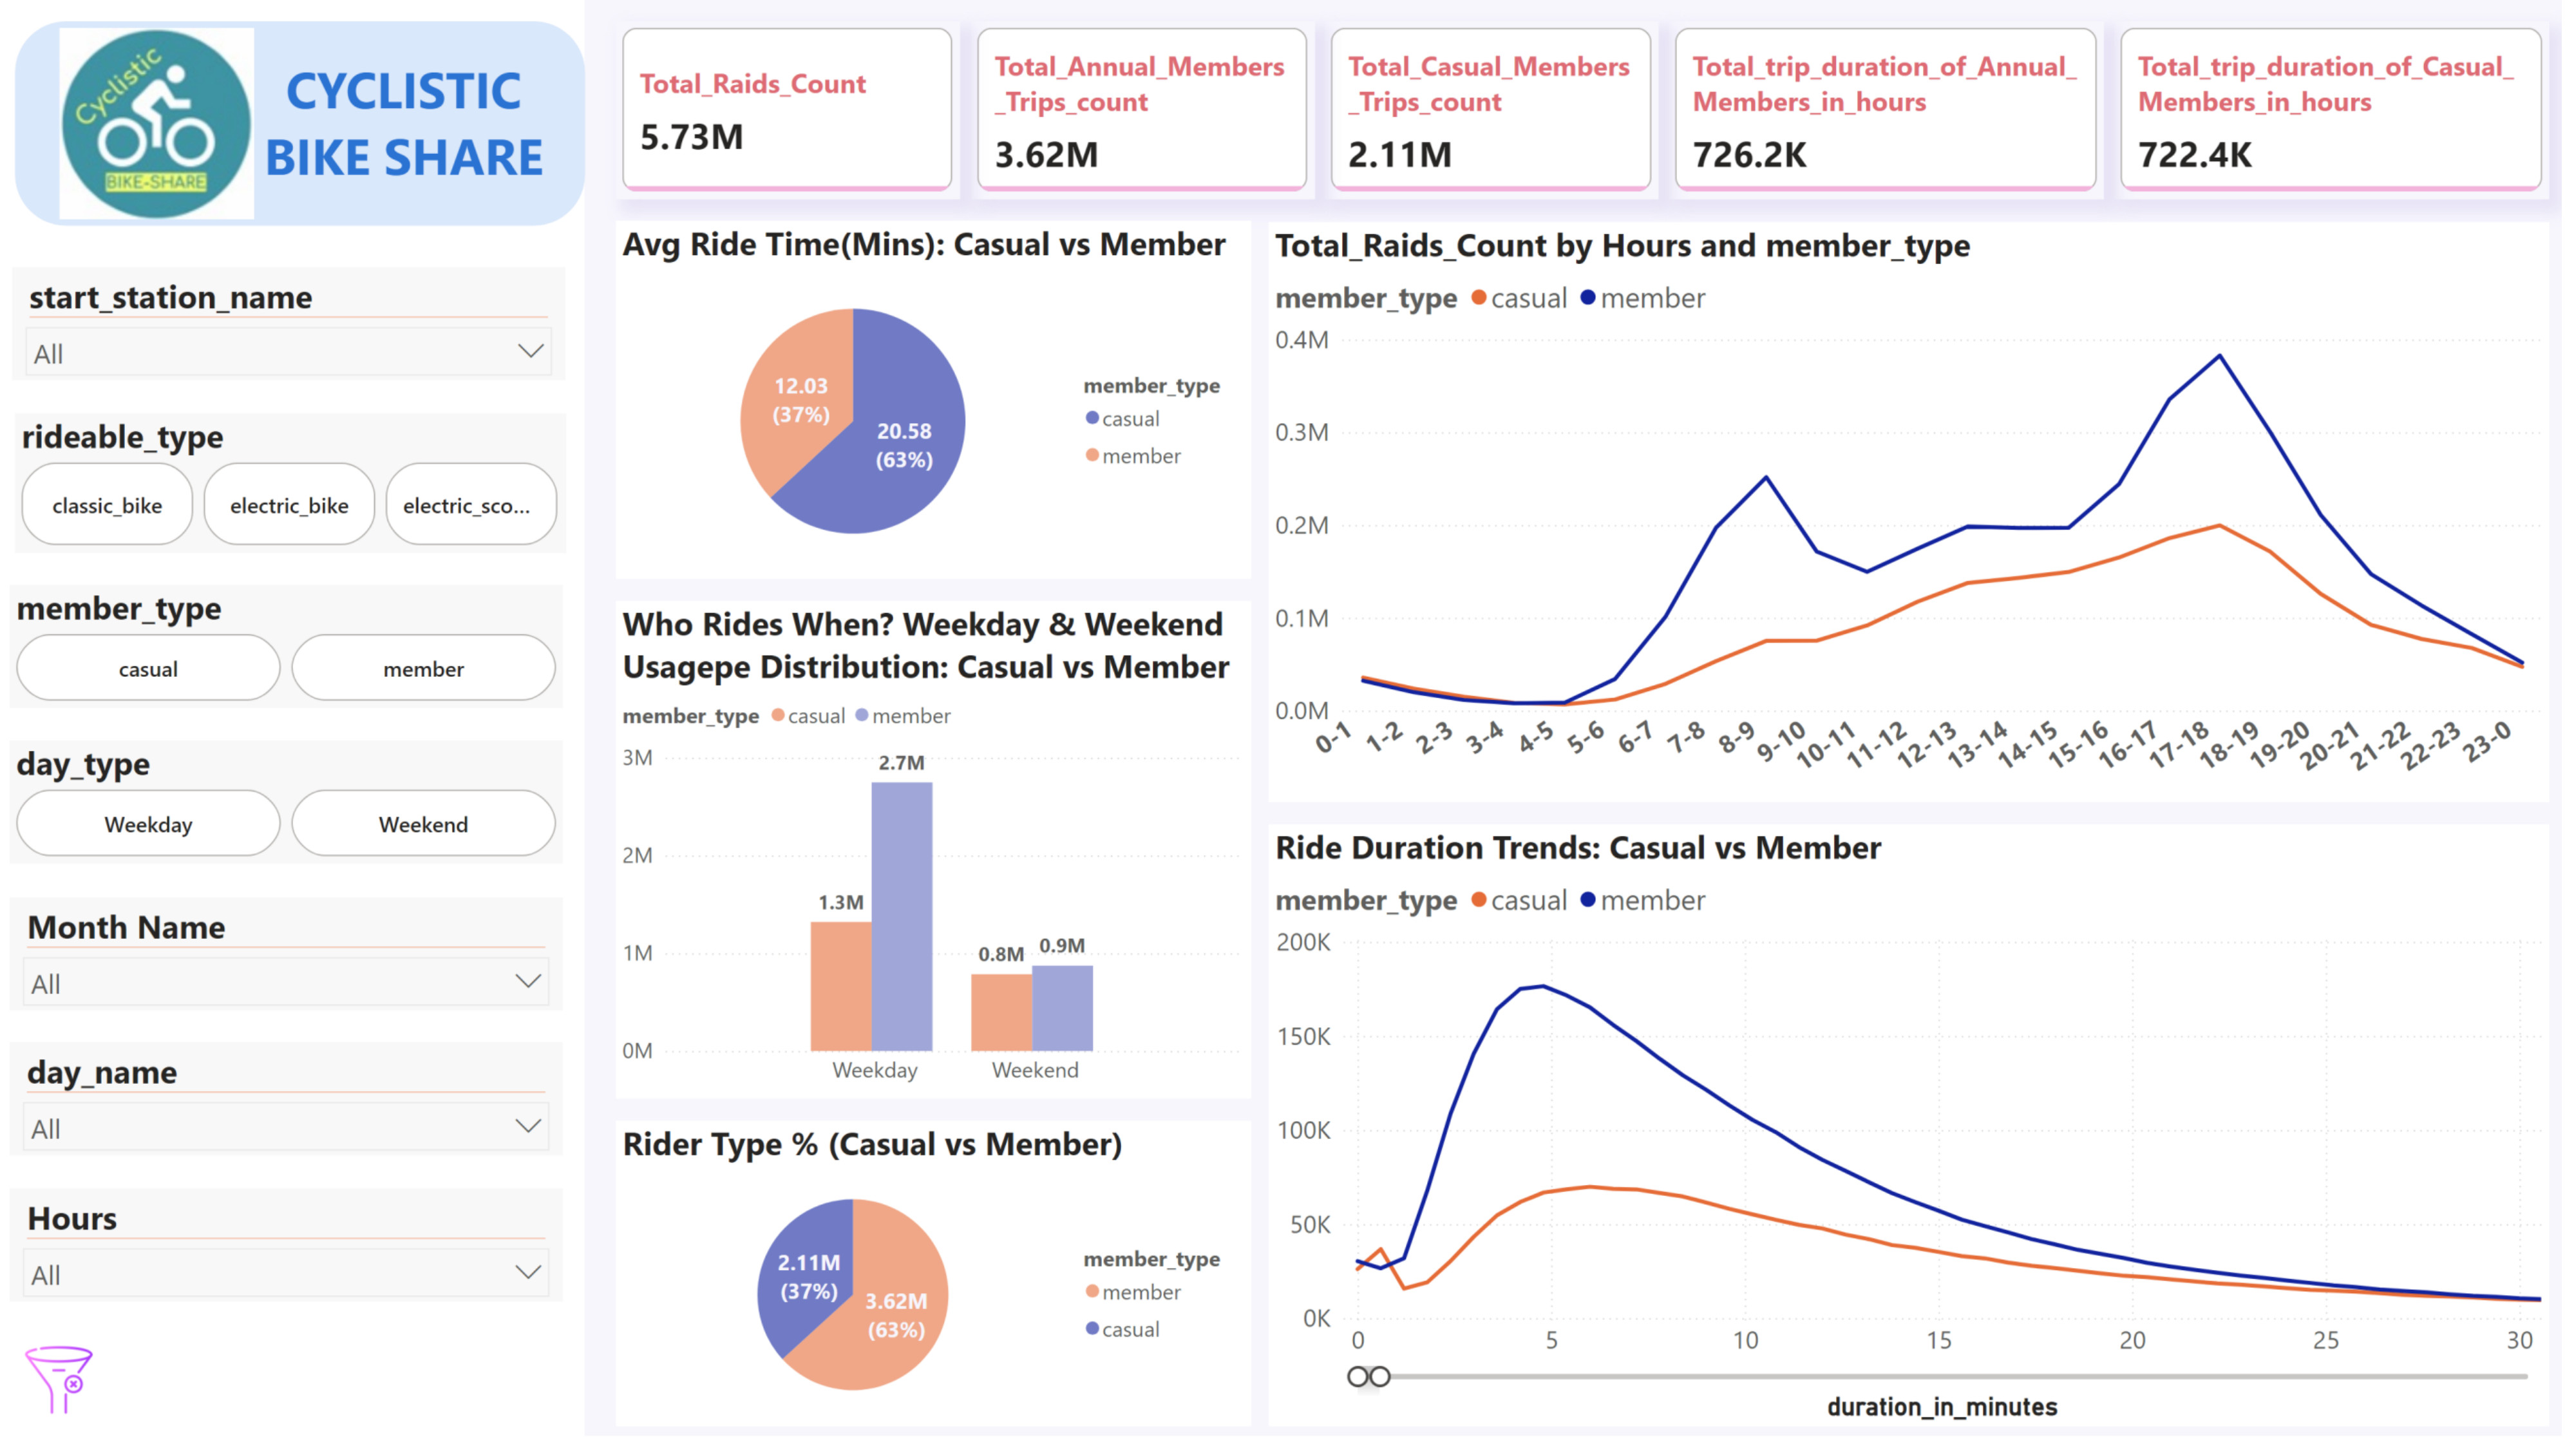 Cyclistic
BIKE-SHARE
CYCLISTIC
BIKE SHARE
start_station_name
All
rideable_type
classic_bike electric_bike electric_sco...
member_type
casual member
day_type
Weekday Weekend
Month Name
All
day_name
All
Hours
All
Total_Raids_Count
5.73M
Total_Annual_Members
_Trips_count
3.62M
Total_Casual_Members
_Trips_count
2.11M
Total_trip_duration_of_Annual_
Members_in_hours
726.2K
Total_trip_duration_of_Casual_
Members_in_hours
722.4K
Avg Ride Time(Mins): Casual vs Member
12.03
(37%)
20.58
(63%)
member_type
casual
member
Who Rides When? Weekday & Weekend
Usagepe Distribution: Casual vs Member
member_type casual member
3M
2M
1M
0M
1.3M
2.7M
0.8M
0.9M
Weekday Weekend
Rider Type % (Casual vs Member)
2.11M
(37%)
3.62M
(63%)
member_type
member
casual
Total_Raids_Count by Hours and member_type
member_type casual member
0.4M
0.3M
0.2M
0.1M
0.0M
0-1 1-2 2-3 3-4 4-5 5-6 6-7 7-8 8-9 9-10 10-11 11-12 12-13 13-14 14-15 15-16 16-17 17-18 18-19 19-20 20-21 21-22 22-23 23-0
Ride Duration Trends: Casual vs Member
member_type casual member
200K
150K
100K
50K
0K
0 5 10 15 20 25 30
duration_in_minutes